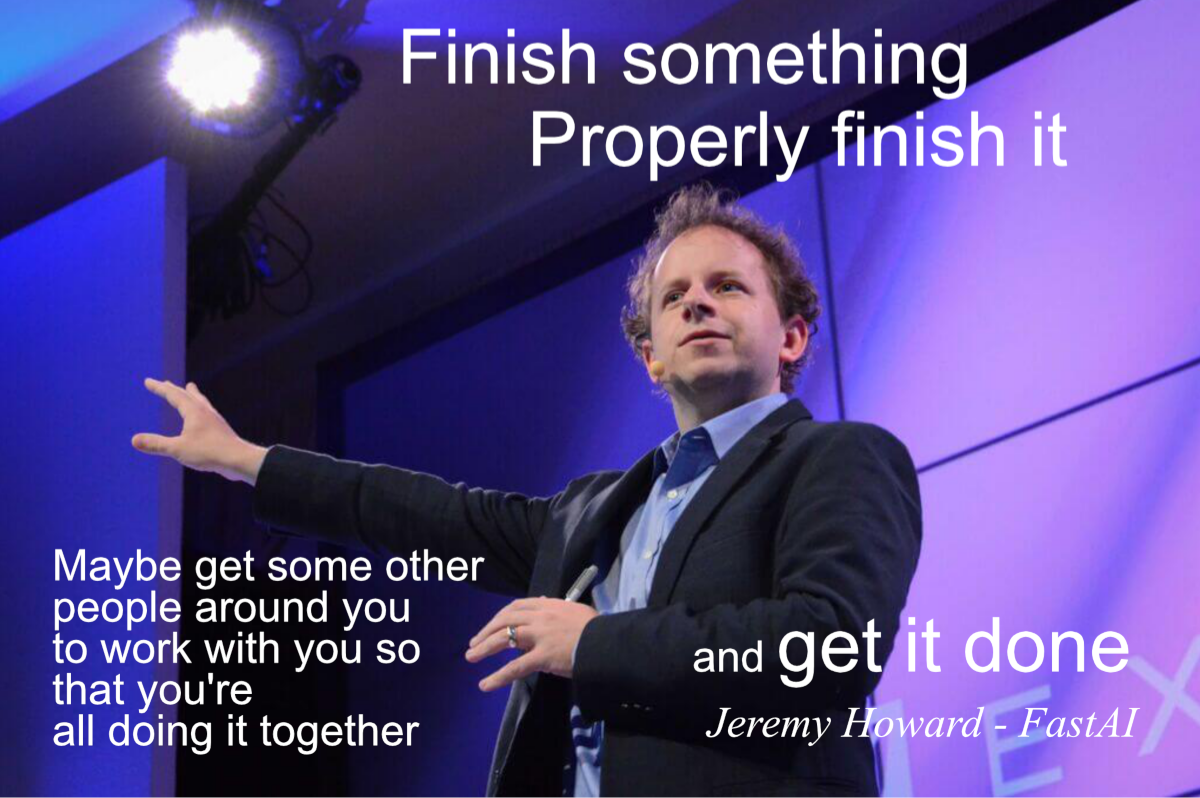 Finish something
Properly finish it
Maybe get some other
people around you
to work with you so
that you're
all doing it together
and get it done
Jeremy Howard - FastAI
EX